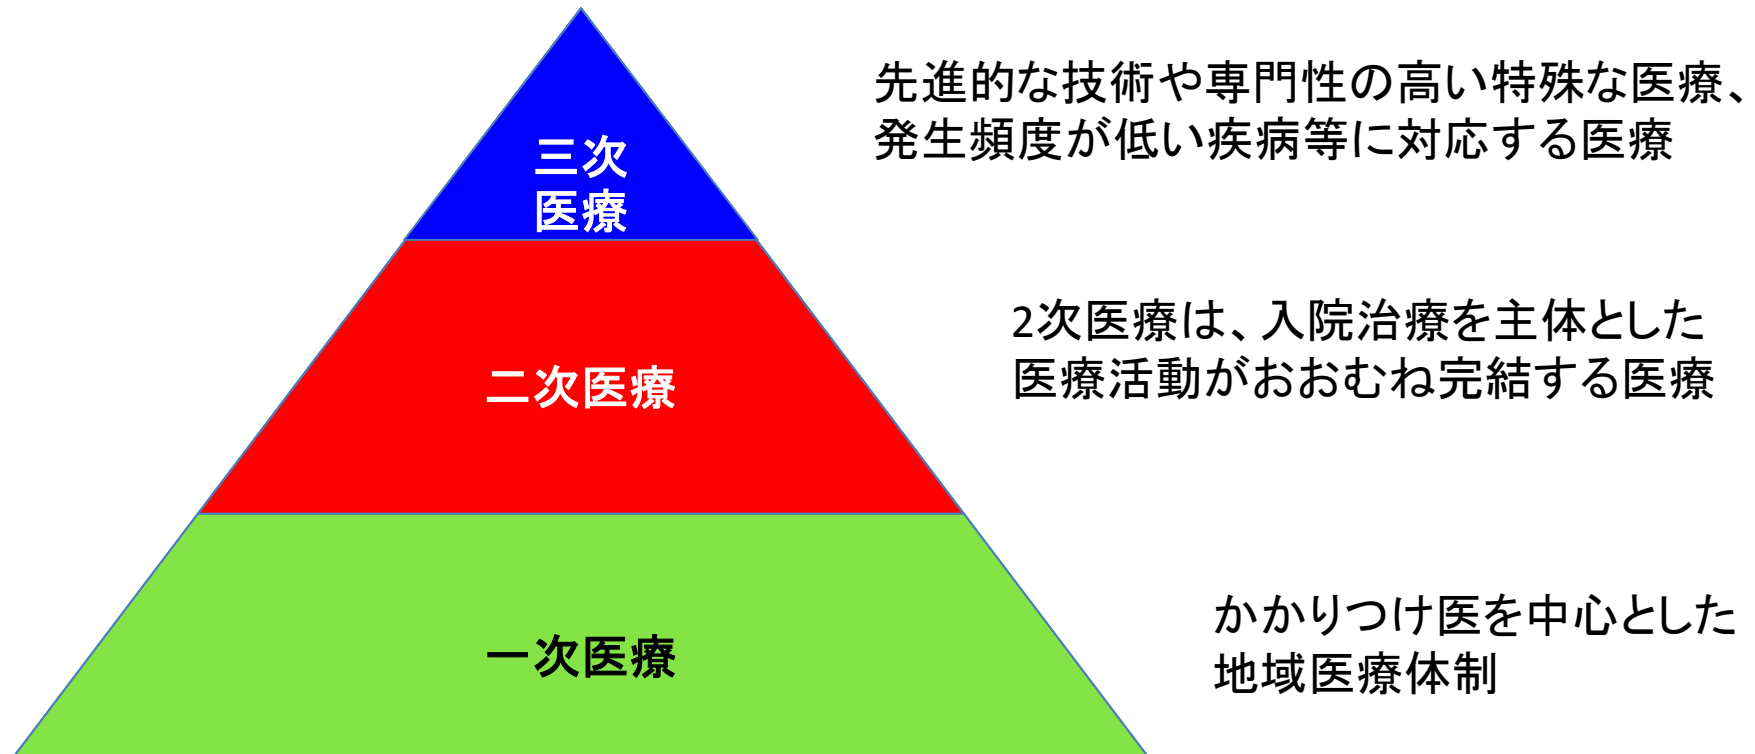 三次
医療
先進的な技術や専門性の高い特殊な医療、
発生頻度が低い疾病等に対応する医療
二次医療
2次医療は、入院治療を主体とした
医療活動がおおむね完結する医療
一次医療
かかりつけ医を中心とした
地域医療体制